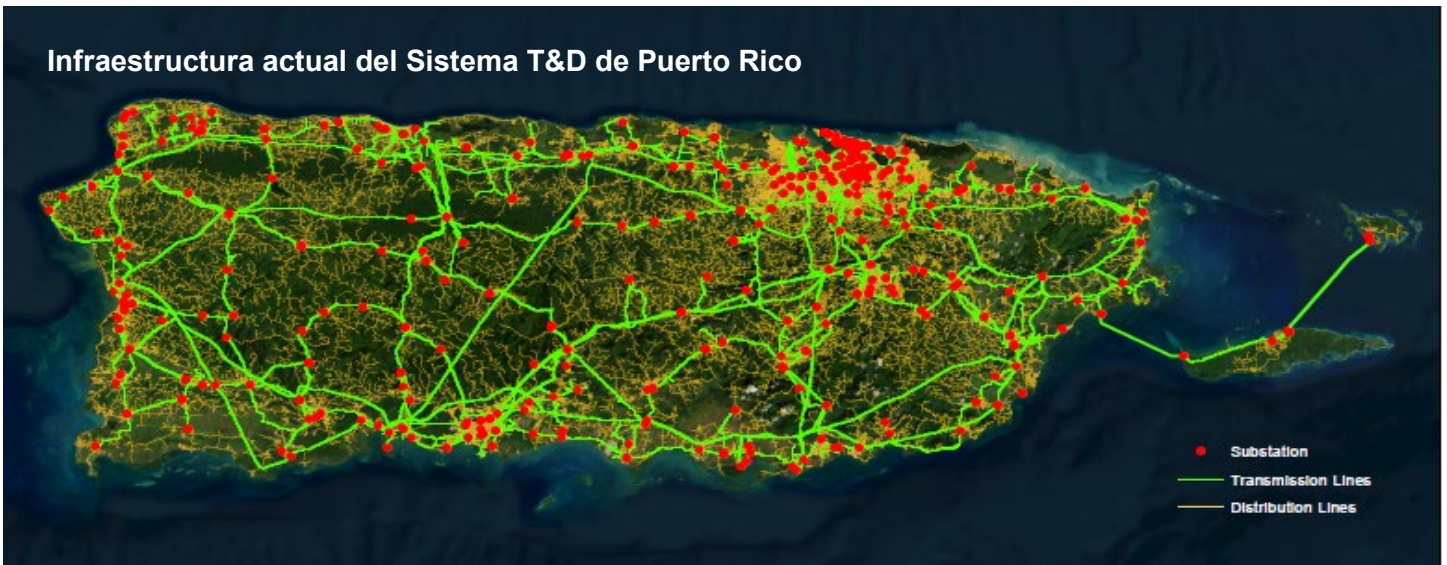 Infraestructura actual del Sistema T&D de Puerto Rico
Substation
Transmission Lines
Distribution Lines